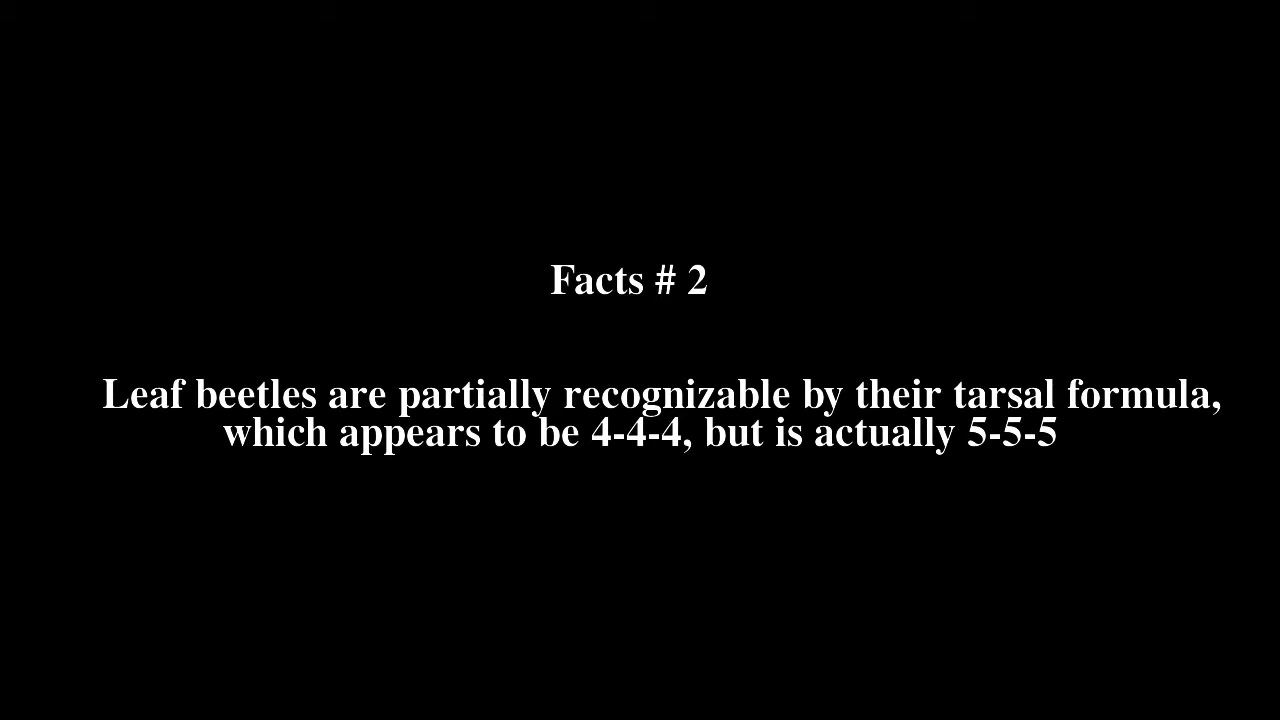 Facts # 2
Leaf beetles are partially recognizable by their tarsal formula,
which appears to be 4-4-4, but is actually 5-5-5